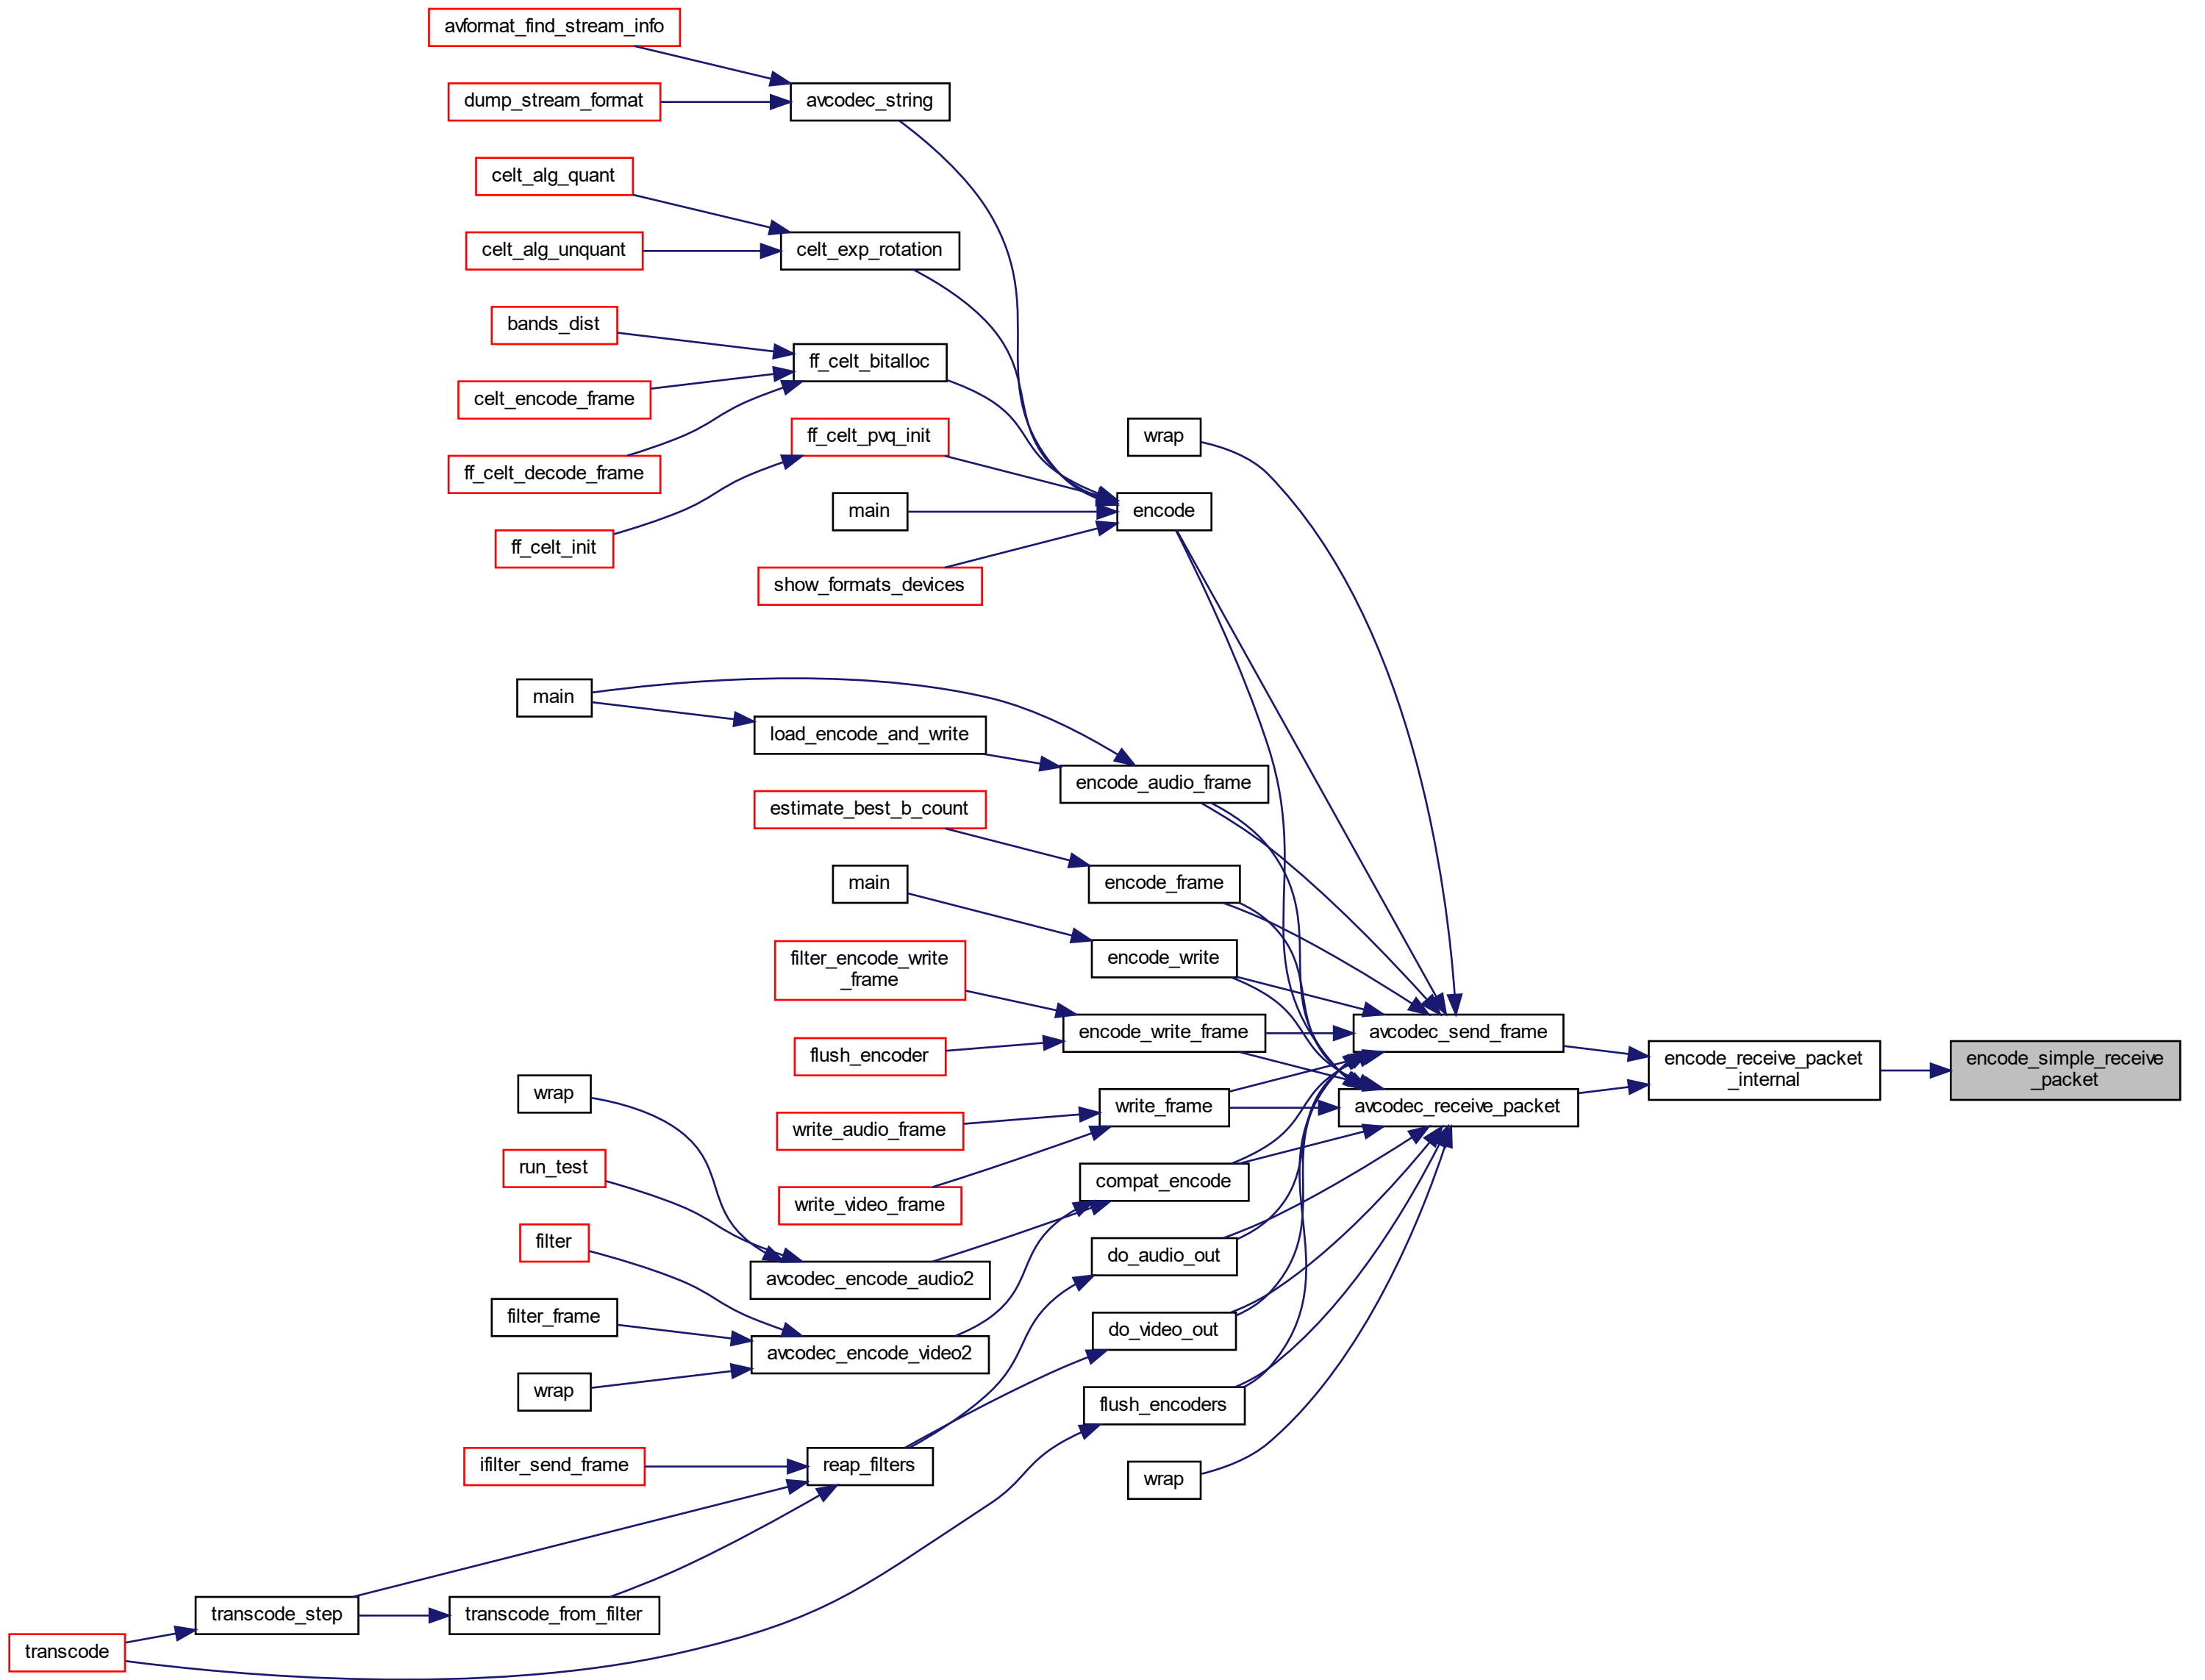 avformat_find_stream_info
dump_stream_format
avcodec_string
celt_alg_quant
celt_alg_unquant
celt_exp_rotation
bands_dist
ff_celt_bitalloc
celt_encode_frame
ff_celt_pvq_init
wrap
ff_celt_decode_frame
main
encode
ff_celt_init
show_formats_devices
main
load_encode_and_write
encode_audio_frame
estimate_best_b_count
main
encode_frame
filter_encode_write
_frame
encode_write
flush_encoder
encode_write_frame
avcodec_send_frame
encode_receive_packet
_internal
encode_simple_receive
_packet
wrap
write_audio_frame
write_frame
avcodec_receive_packet
run_test
write_video_frame
compat_encode
filter
avcodec_encode_audio2
do_audio_out
filter_frame
avcodec_encode_video2
do_video_out
wrap
flush_encoders
ifilter_send_frame
reap_filters
wrap
transcode_step
transcode_from_filter
transcode